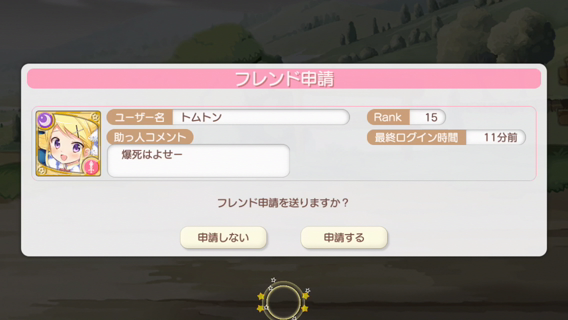 フレンド申請
ユーザー名 トムトン Rank 15
助っ人コメント 最終ログイン時間 11分前
爆死はよせー
フレンド申請を送りますか？
申請しない 申請する